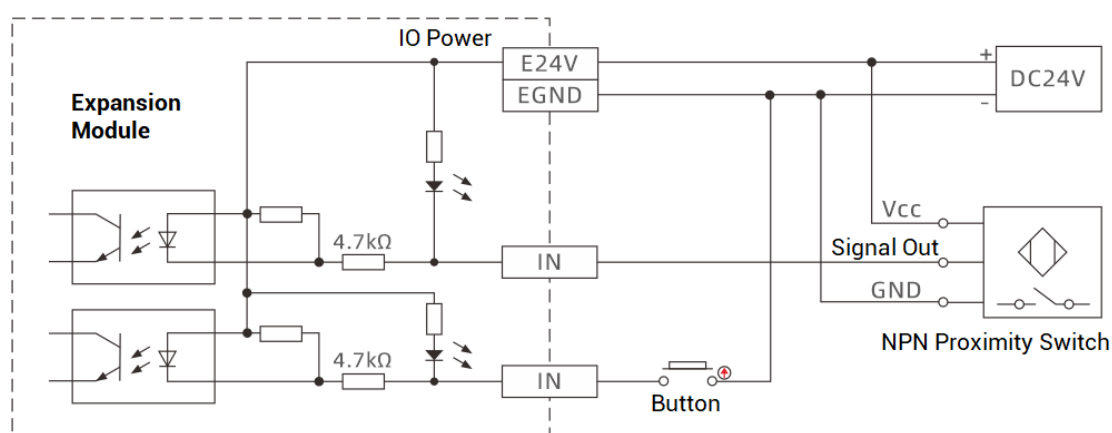 IO Power
E24V
EGND
+
-
DC24V
Expansion
Module
Vcc
4.7kΩ
IN
Signal Out
GND
NPN Proximity Switch
4.7kΩ
IN
Button